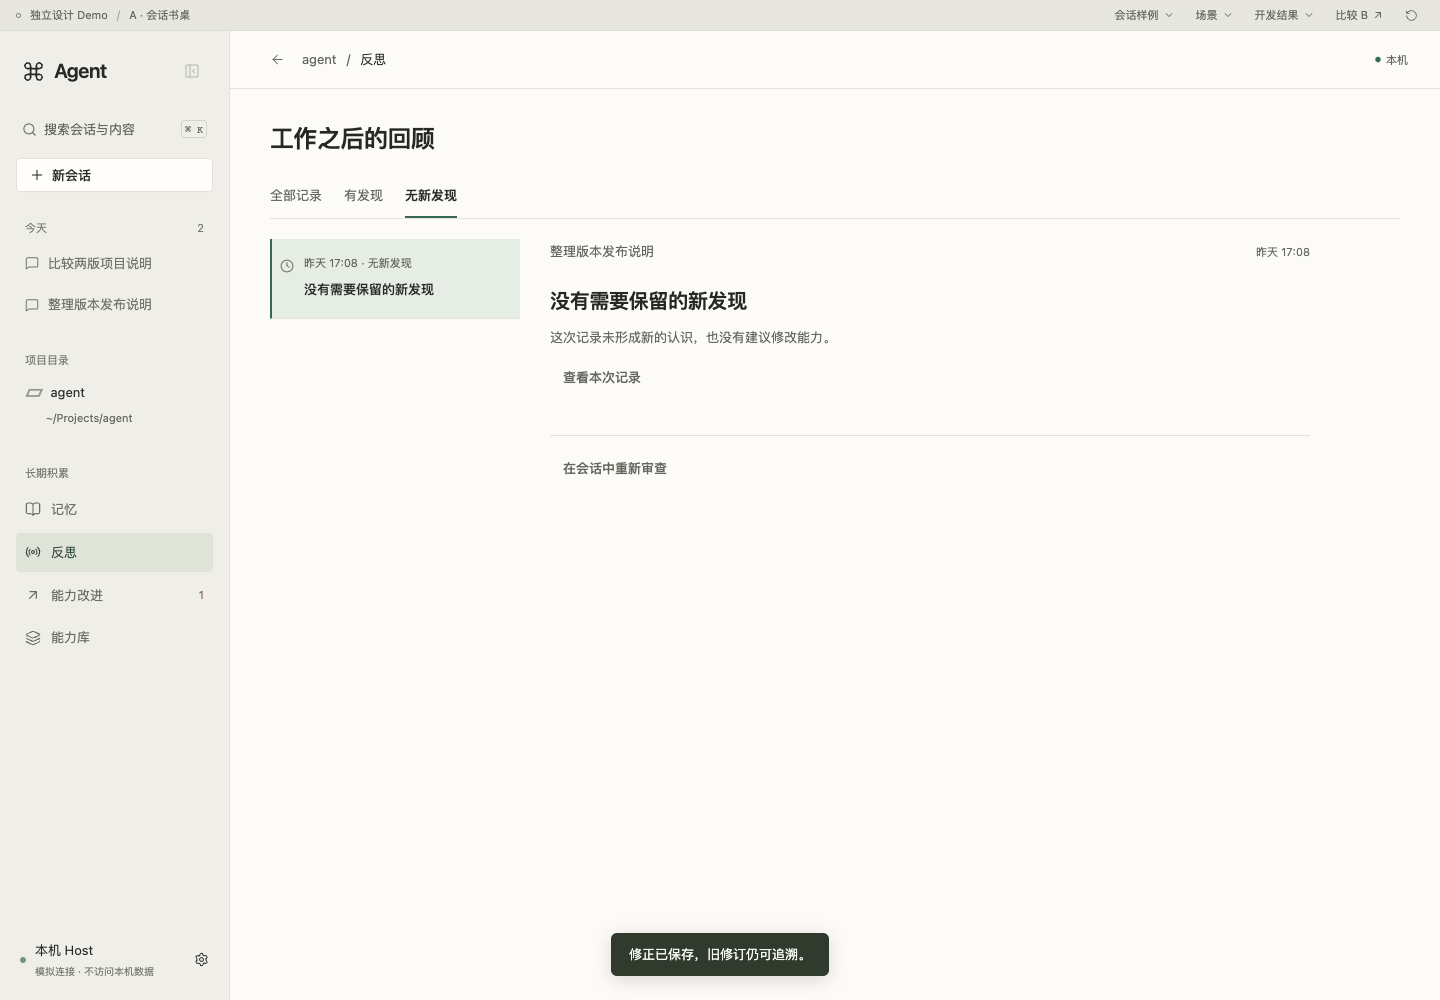 独立设计 Demo / A · 会话书桌
会话样例
场景
开发结果
比较 B
Agent
搜索会话与内容
⌘ K
新会话
今天
2
比较两版项目说明
整理版本发布说明
项目目录
agent
~/Projects/agent
长期积累
记忆
反思
能力改进
1
能力库
本机 Host
模拟连接 · 不访问本机数据
agent / 反思
本机
工作之后的回顾
全部记录
有发现
无新发现
昨天 17:08 · 无新发现
没有需要保留的新发现
整理版本发布说明
昨天 17:08
没有需要保留的新发现
这次记录未形成新的认识，也没有建议修改能力。
查看本次记录
在会话中重新审查
修正已保存，旧修订仍可追溯。